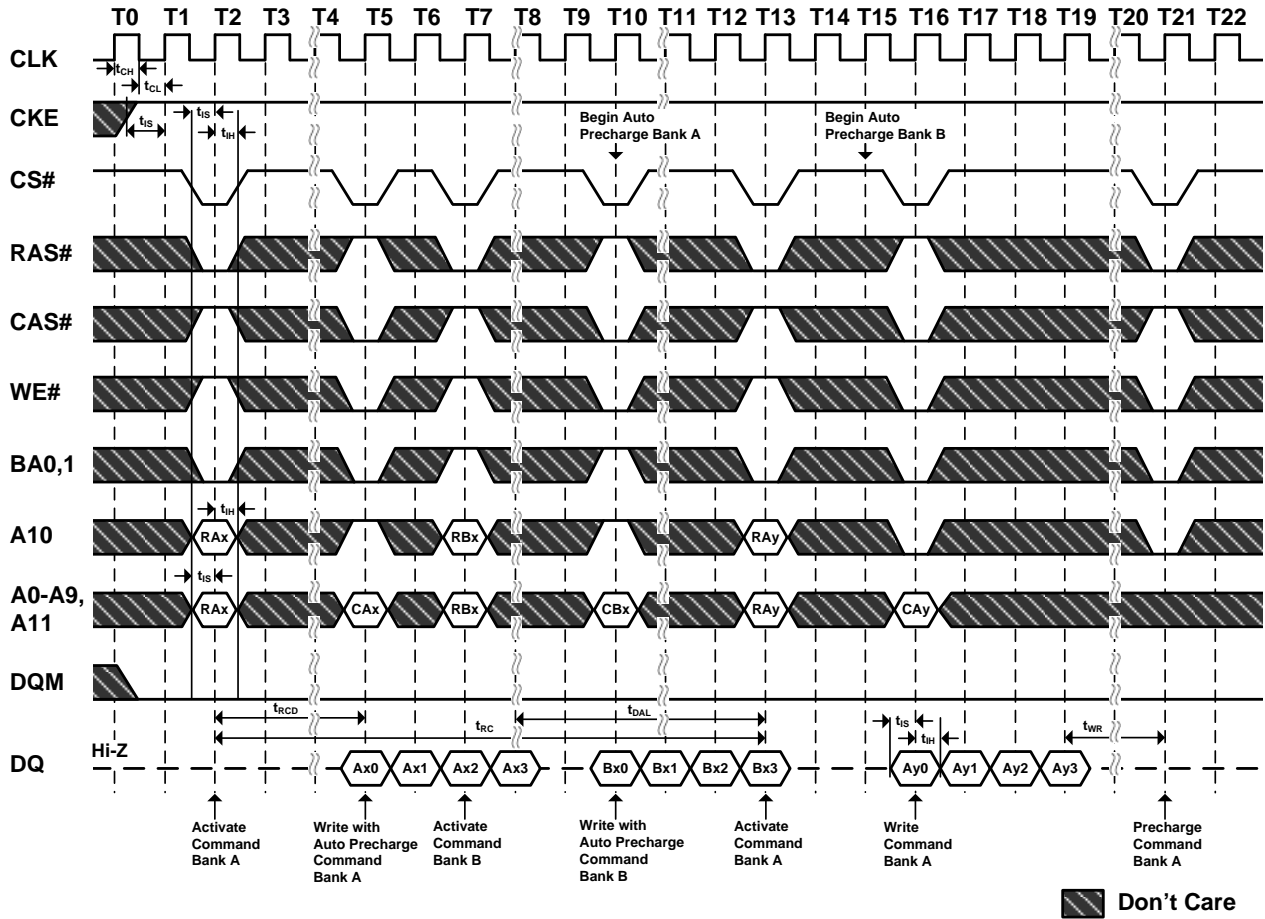 T0 T1 T2 T3 T4 T5 T6 T7 T8 T9 T10 T11 T12 T13 T14 T15 T16 T17 T18 T19 T20 T21 T22
CLK
tCH
tCL
CKE
tIS
tIS
tIH
Begin Auto
Precharge Bank A
Begin Auto
Precharge Bank B
CS#
RAS#
CAS#
WE#
BA0,1
tIH
A10
RAx
RBx
RAy
tIS
A0-A9,
A11
RAx
CAx
RBx
CBx
RAy
CAy
DQM
tRCD
tDAL
tRC
tIS
tIH
tWR
Hi-Z
DQ
Ax0 Ax1 Ax2 Ax3
Bx0 Bx1 Bx2 Bx3
Ay0 Ay1 Ay2 Ay3
Activate
Command
Bank A
Write with
Auto Precharge
Command
Bank A
Activate
Command
Bank B
Write with
Auto Precharge
Command
Bank B
Activate
Command
Bank A
Write
Command
Bank A
Precharge
Command
Bank A
Don't Care